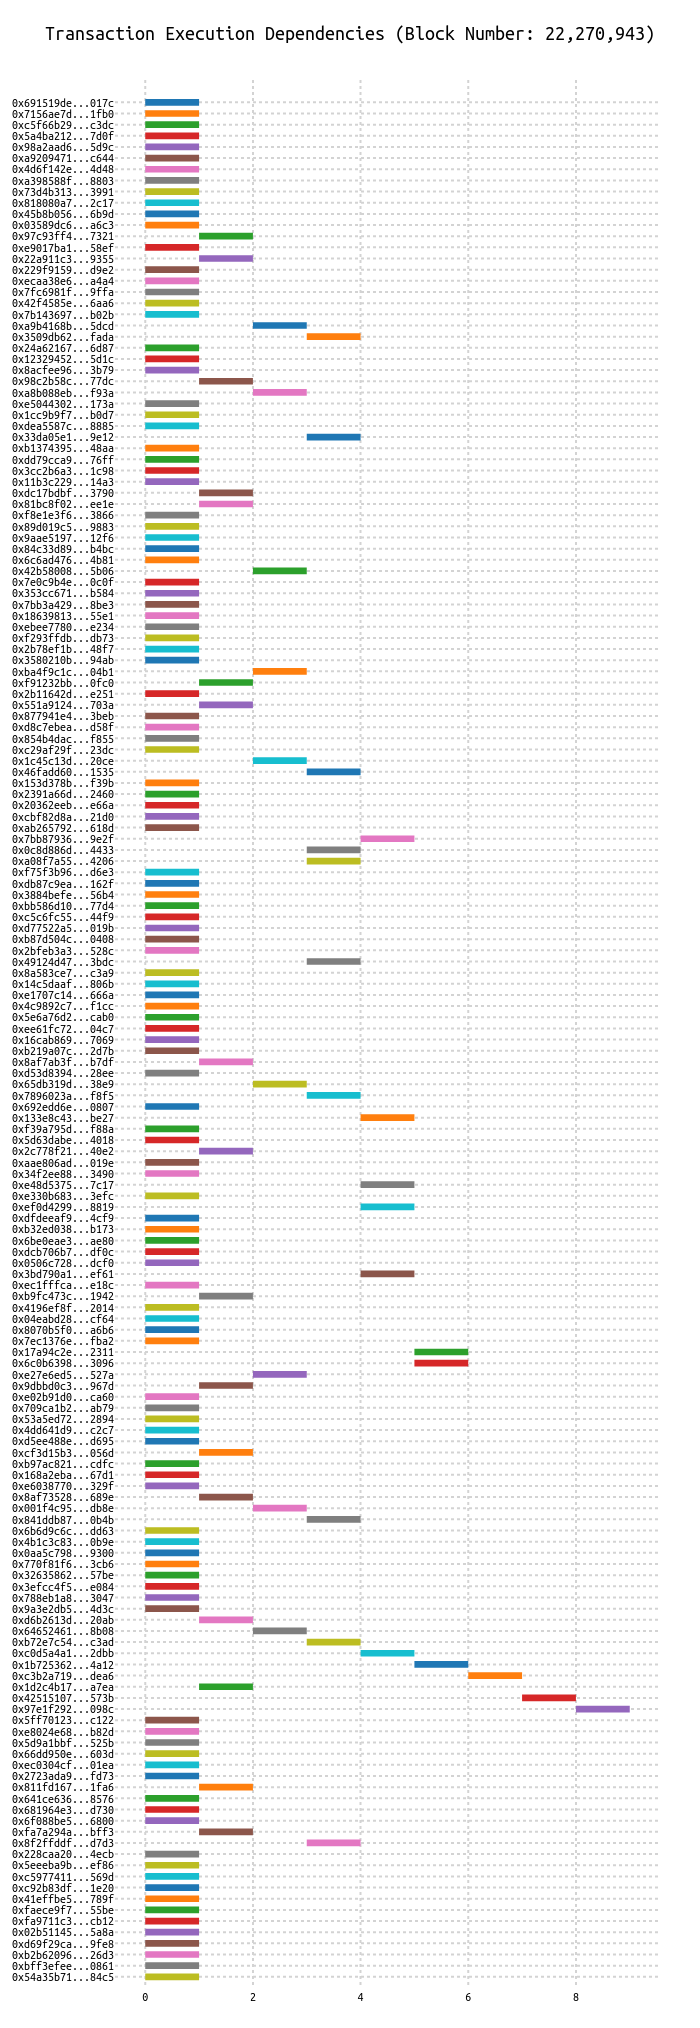 Transaction Execution Dependencies (Block Number: 22,270,943)
0x691519de...017c
0x7156ae7d...1fb0
0xc5f66b29...c3dc
0x5a4ba212...7d0f
0x98a2aad6...5d9c
0xa9209471...c644
0x4d6f142e...4d48
0xa398588f...8803
0x73d4b313...3991
0x818080a7...2c17
0x45b8b056...6b9d
0x03589dc6...a6c3
0x97c93ff4...7321
0xe9017ba1...58ef
0x22a911c3...9355
0x229f9159...d9e2
0xecaa38e6...a4a4
0x7fc6981f...9ffa
0x42f4585e...6aa6
0x7b143697...b02b
0xa9b4168b...5dcd
0x3509db62...fada
0x24a62167...6d87
0x12329452...5d1c
0x8acfee96...3b79
0x98c2b58c...77dc
0xa8b088eb...f93a
0xe5044302...173a
0x1cc9b9f7...b0d7
0xdea5587c...8885
0x33da05e1...9e12
0xb1374395...48aa
0xdd79cca9...76ff
0x3cc2b6a3...1c98
0x11b3c229...14a3
0xdc17bdbf...3790
0x81bc8f02...ee1e
0xf8e1e3f6...3866
0x89d019c5...9883
0x9aae5197...12f6
0x84c33d89...b4bc
0x6c6ad476...4b81
0x42b58008...5b06
0x7e0c9b4e...0c0f
0x353cc671...b584
0x7bb3a429...8be3
0x18639813...55e1
0xebee7780...e234
0xf293ffdb...db73
0x2b78ef1b...48f7
0x3580210b...94ab
0xba4f9c1c...04b1
0xf91232bb...0fc0
0x2b11642d...e251
0x551a9124...703a
0x877941e4...3beb
0xd8c7ebea...d58f
0x854b4dac...f855
0xc29af29f...23dc
0x1c45c13d...20ce
0x46fadd60...1535
0x153d378b...f39b
0x2391a66d...2460
0x20362eeb...e66a
0xcbf82d8a...21d0
0xab265792...618d
0x7bb87936...9e2f
0x0c8d886d...4433
0xa08f7a55...4206
0xf75f3b96...d6e3
0xdb87c9ea...162f
0x3884befe...56b4
0xbb586d10...77d4
0xc5c6fc55...44f9
0xd77522a5...019b
0xb87d504c...0408
0x2bfeb3a3...528c
0x49124d47...3bdc
0x8a583ce7...c3a9
0x14c5daaf...806b
0xe1707c14...666a
0x4c9892c7...f1cc
0x5e6a76d2...cab0
0xee61fc72...04c7
0x16cab869...7069
0xb219a07c...2d7b
0x8af7ab3f...b7df
0xd53d8394...28ee
0x65db319d...38e9
0x7896023a...f8f5
0x692edd6e...0807
0x133e8c43...be27
0xf39a795d...f88a
0x5d63dabe...4018
0x2c778f21...40e2
0xaae806ad...019e
0x34f2ee88...3490
0xe48d5375...7c17
0xe330b683...3efc
0xef0d4299...8819
0xdfdeeaf9...4cf9
0xb32ed038...b173
0x6be0eae3...ae80
0xdcb706b7...df0c
0x0506c728...dcf0
0x3bd790a1...ef61
0xec1fffca...e18c
0xb9fc473c...1942
0x4196ef8f...2014
0x04eabd28...cf64
0x8070b5f0...a6b6
0x7ec1376e...fba2
0x17a94c2e...2311
0x6c0b6398...3096
0xe27e6ed5...527a
0x9dbbd0c3...967d
0xe02b91d0...ca60
0x709ca1b2...ab79
0x53a5ed72...2894
0x4dd641d9...c2c7
0xd5ee488e...d695
0xcf3d15b3...056d
0xb97ac821...cdfc
0x168a2eba...67d1
0xe6038770...329f
0x8af73528...689e
0x001f4c95...db8e
0x841ddb87...0b4b
0x6b6d9c6c...dd63
0x4b1c3c83...0b9e
0x0aa5c798...9300
0x770f81f6...3cb6
0x32635862...57be
0x3efcc4f5...e084
0x788eb1a8...3047
0x9a3e2db5...4d3c
0xd6b2613d...20ab
0x64652461...8b08
0xb72e7c54...c3ad
0xc0d5a4a1...2dbb
0x1b725362...4a12
0xc3b2a719...dea6
0x1d2c4b17...a7ea
0x42515107...573b
0x97e1f292...098c
0x5ff70123...c122
0xe8024e68...b82d
0x5d9a1bbf...525b
0x66dd950e...603d
0xec0304cf...01ea
0x2723ada9...fd73
0x811fd167...1fa6
0x641ce636...8576
0x681964e3...d730
0x6f088be5...6800
0xfa7a294a...bff3
0x8f2ffddf...d7d3
0x228caa20...4ecb
0x5eeeba9b...ef86
0xc5977411...569d
0xc92b83df...1e20
0x41effbe5...789f
0xfaece9f7...55be
0xfa9711c3...cb12
0x02b51145...5a8a
0xd69f29ca...9fe8
0xb2b62096...26d3
0xbff3efee...0861
0x54a35b71...84c5
0 2 4 6 8